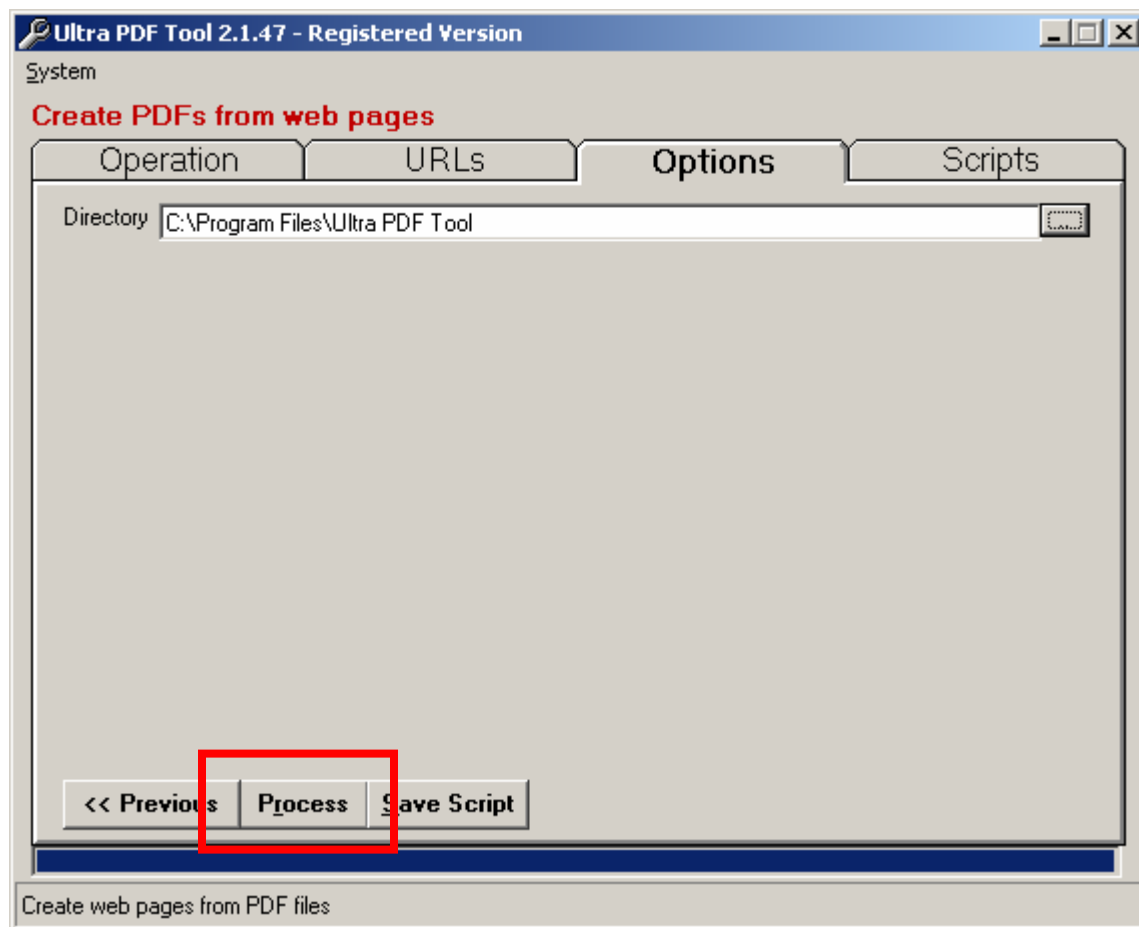 Ultra PDF Tool 2.1.47 - Registered Version
System
Create PDFs from web pages
Operation URLs Options Scripts
Directory C:\Program Files\Ultra PDF Tool ...
<< Previous Process Save Script
Create web pages from PDF files